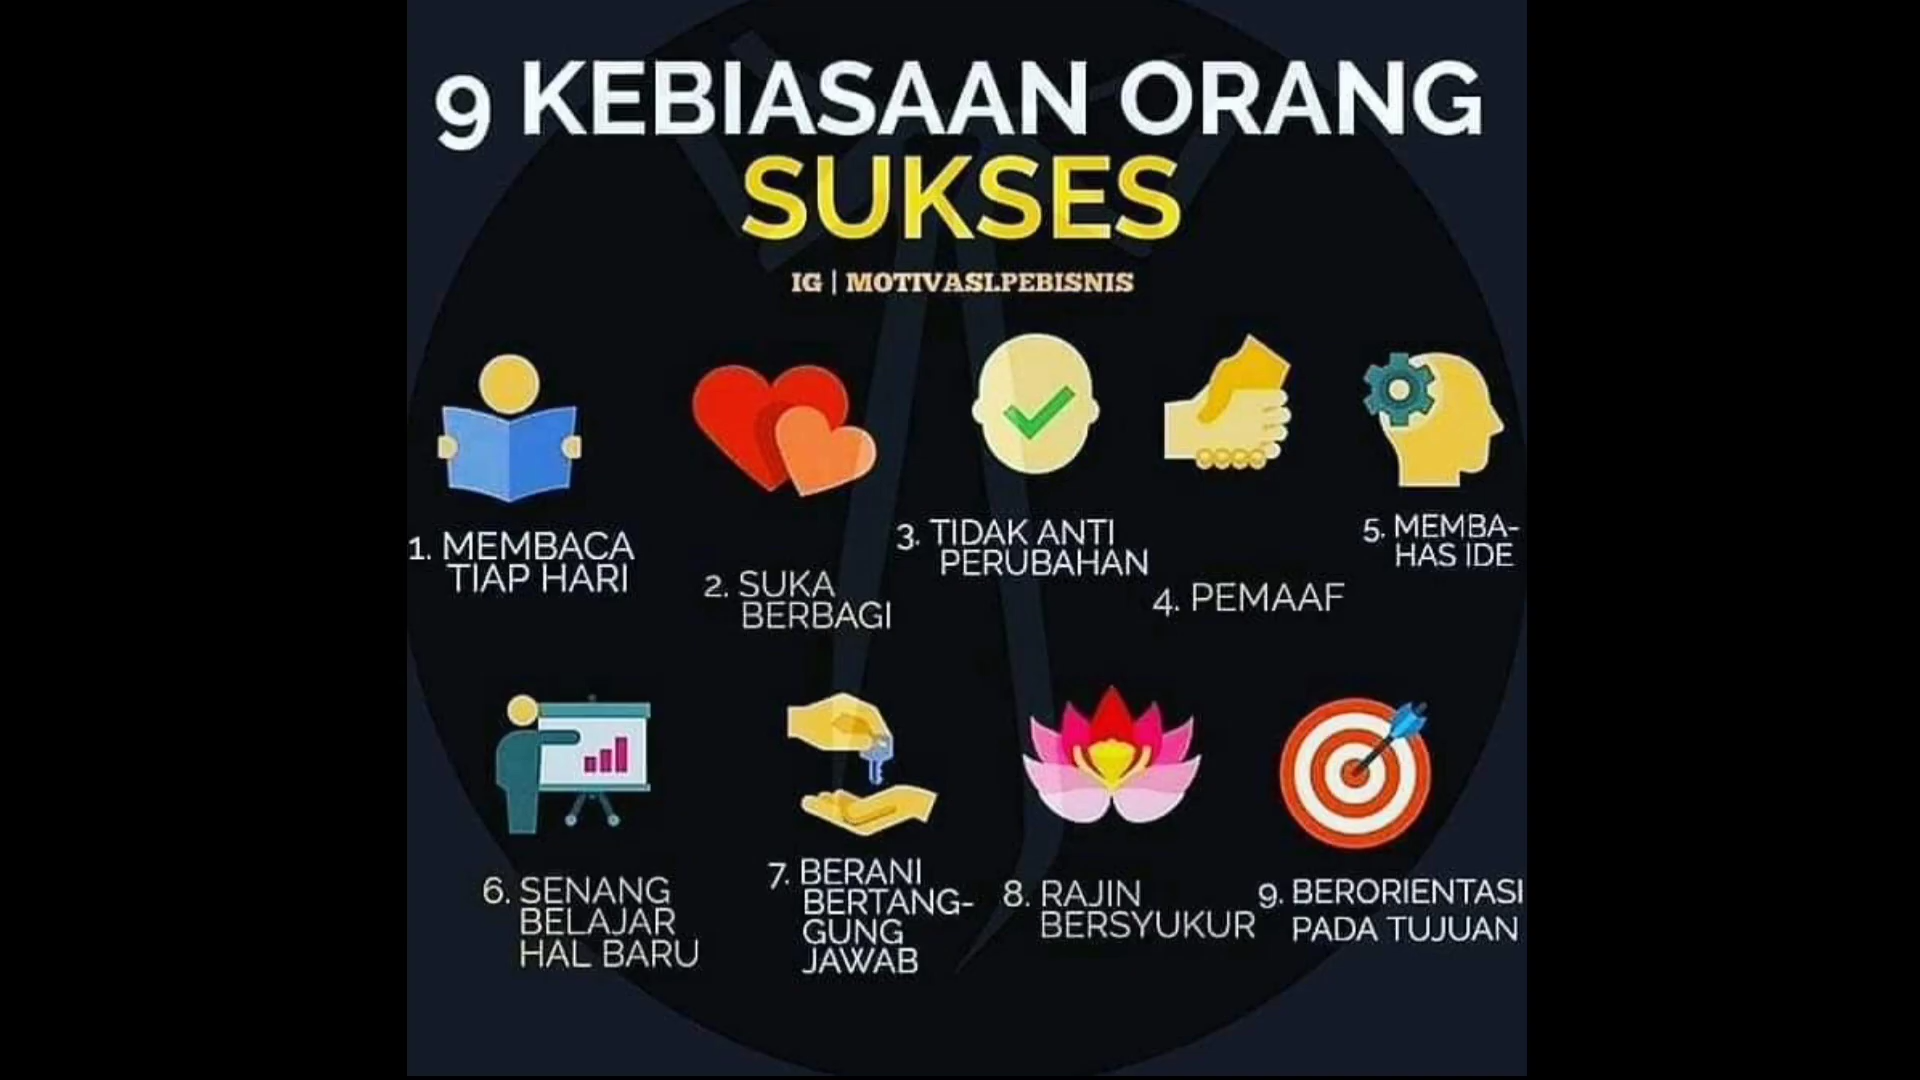 9 KEBIASAAN ORANG
SUKSES
IG | MOTIVASI.PEBISNIS
1. MEMBACA
TIAP HARI
2. SUKA
BERBAGI
3. TIDAK ANTI
PERUBAHAN
4. PEMAAF
5. MEMBA-
HAS IDE
6. SENANG
BELAJAR
HAL BARU
7. BERANI
BERTANG-
GUNG
JAWAB
8. RAJIN
BERSYUKUR
9. BERORIENTASI
PADA TUJUAN